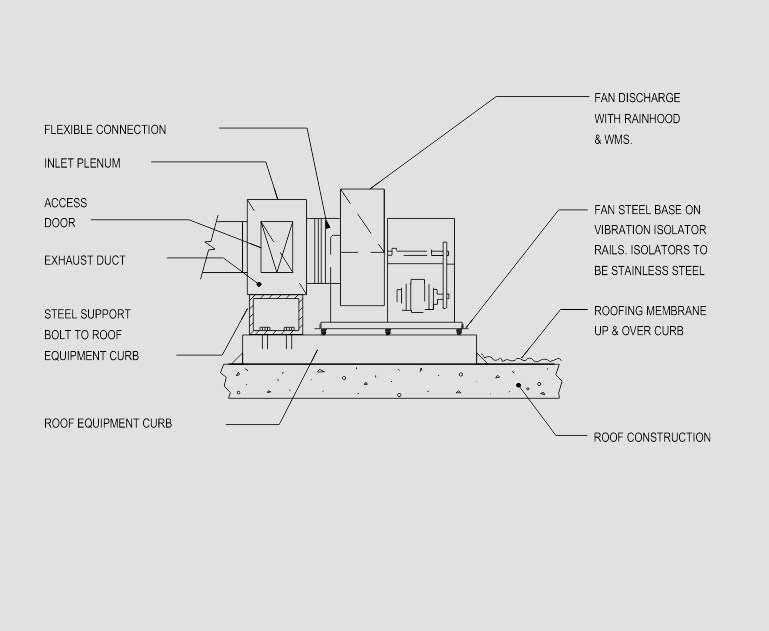 FLEXIBLE CONNECTION
INLET PLENUM
ACCESS
DOOR
EXHAUST DUCT
STEEL SUPPORT
BOLT TO ROOF
EQUIPMENT CURB
ROOF EQUIPMENT CURB
FAN DISCHARGE
WITH RAINHOOD
& WMS.
FAN STEEL BASE ON
VIBRATION ISOLATOR
RAILS. ISOLATORS TO
BE STAINLESS STEEL
ROOFING MEMBRANE
UP & OVER CURB
ROOF CONSTRUCTION